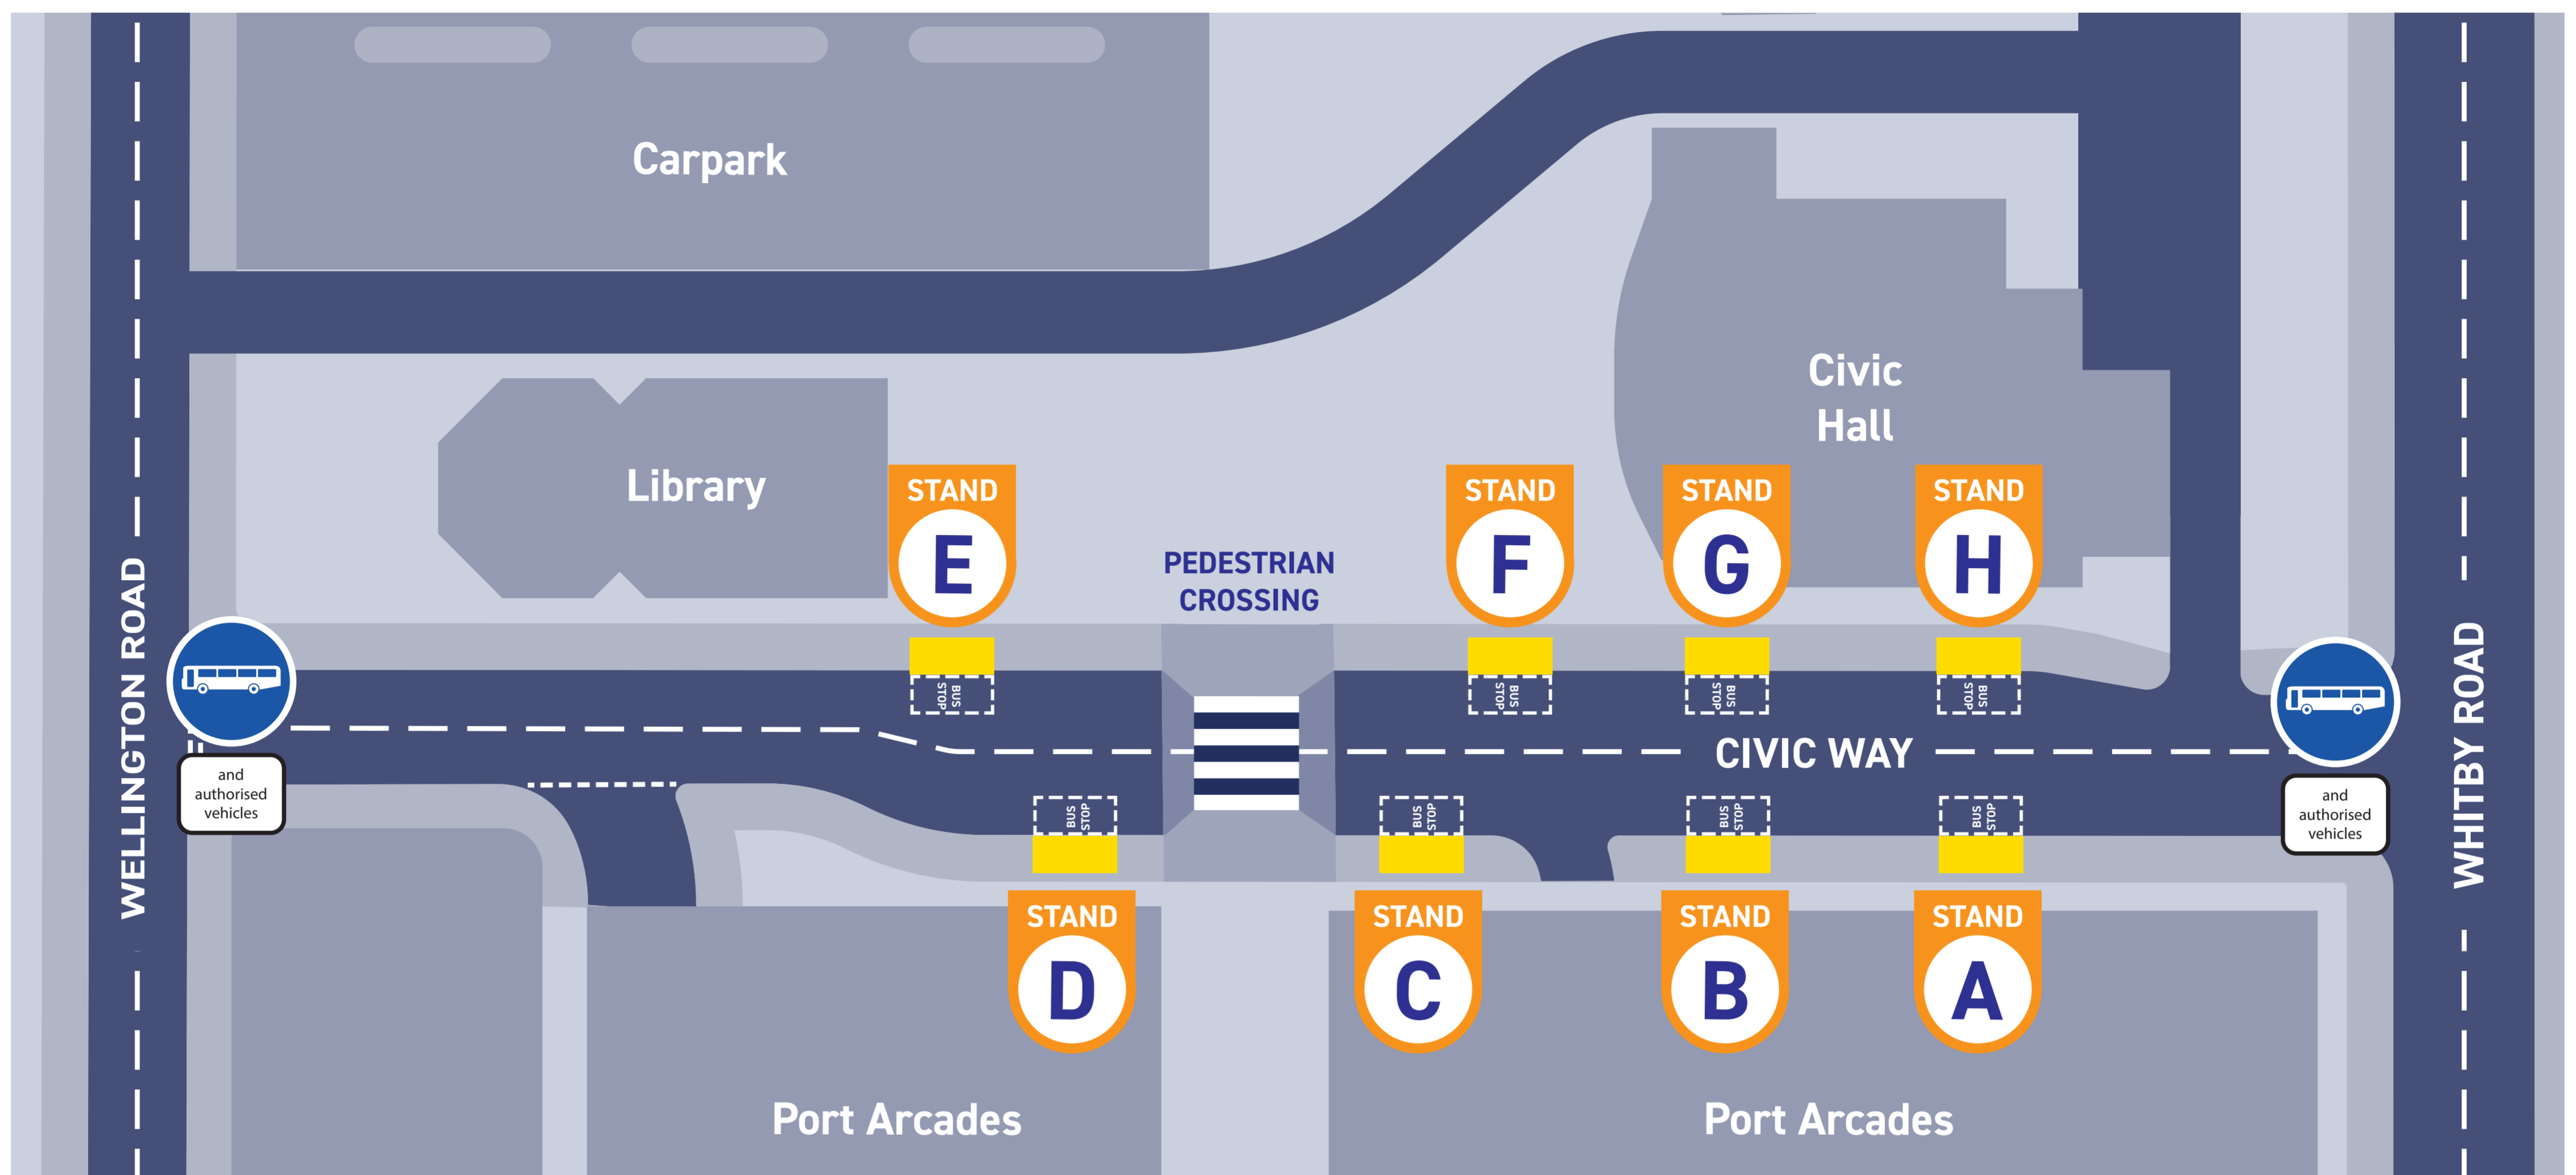 Carpark
Civic
Hall
Library
STAND
E
STAND
F
STAND
G
STAND
H
PEDESTRIAN
CROSSING
WELLINGTON ROAD
WHITBY ROAD
BUS
STOP
BUS
STOP
BUS
STOP
BUS
STOP
CIVIC WAY
and
authorised
vehicles
and
authorised
vehicles
BUS
STOP
BUS
STOP
BUS
STOP
BUS
STOP
STAND
D
STAND
C
STAND
B
STAND
A
Port Arcades
Port Arcades